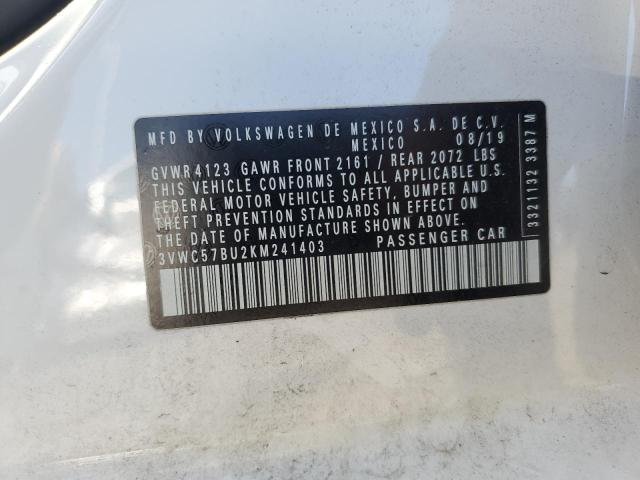 MFD BY VOLKSWAGEN DE MEXICO S.A. DE C.V.
MEXICO 08/19
GVWR 4123 GAWR FRONT 2161 / REAR 2072 LBS
THIS VEHICLE CONFORMS TO ALL APPLICABLE U.S.
FEDERAL MOTOR VEHICLE SAFETY, BUMPER AND
THEFT PREVENTION STANDARDS IN EFFECT ON
THE DATE OF MANUFACTURE SHOWN ABOVE.
3VWC57BU2KM241403 PASSENGER CAR
3321132 3387 M